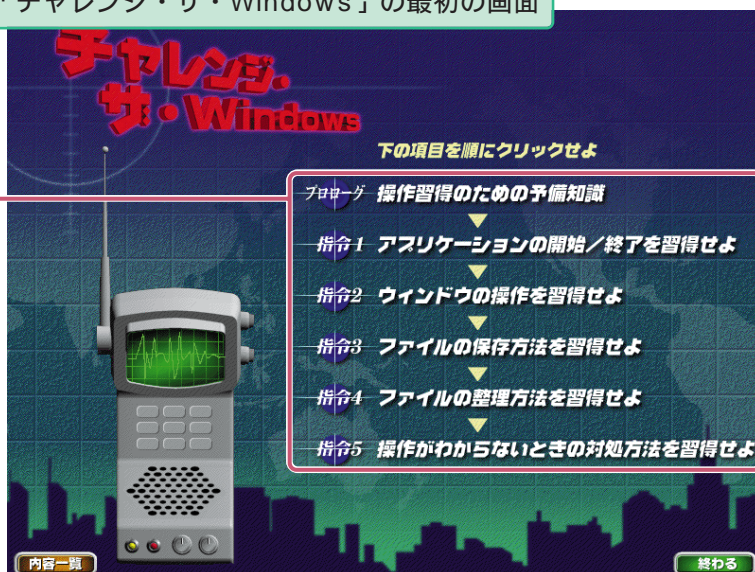 「チャレンジ・ザ・Windows」の最初の画面
チャレンジ・
ザ・Windows
下の項目を順にクリックせよ
プロローグ 操作習得のための予備知識
指令1 アプリケーションの開始／終了を習得せよ
指令2 ウィンドウの操作を習得せよ
指令3 ファイルの保存方法を習得せよ
指令4 ファイルの整理方法を習得せよ
指令5 操作がわからないときの対処方法を習得せよ
内容一覧
終わる